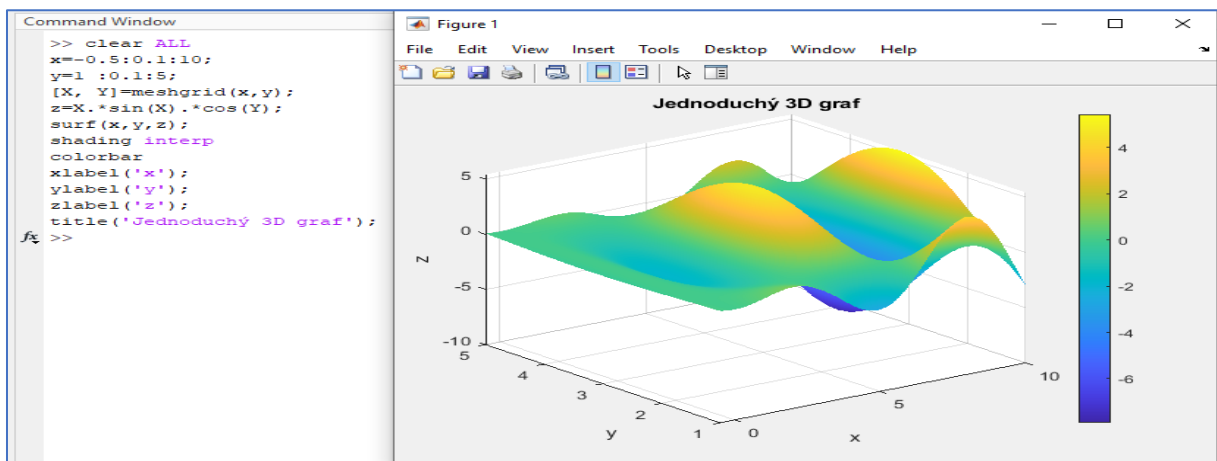 Command Window
>> clear ALL
x=-0.5:0.1:10;
y=1 :0.1:5;
[X, Y]=meshgrid(x,y);
z=X.*sin(X).*cos(Y);
surf(x,y,z);
shading interp
colorbar
xlabel('x');
ylabel('y');
zlabel('z');
title('Jednoduchý 3D graf');
fx >>
Figure 1
File Edit View Insert Tools Desktop Window Help
Jednoduchý 3D graf
5
0
-5
-10
z
5
4
3
2
1
y
0
5
10
x
4
2
0
-2
-4
-6